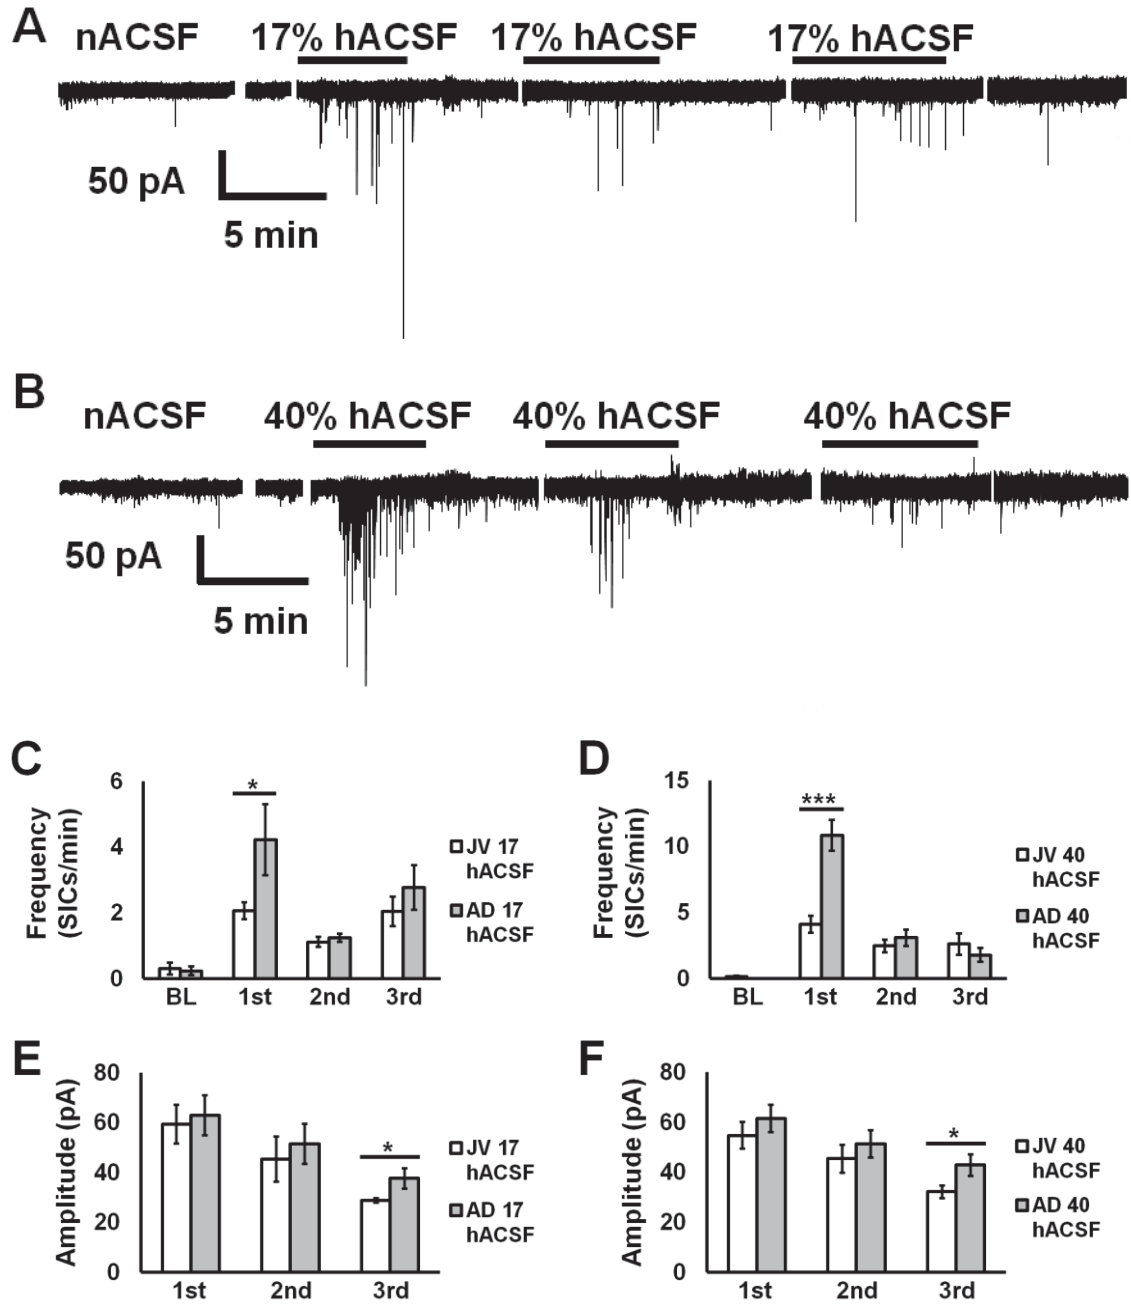 A
nACSF 17% hACSF 17% hACSF 17% hACSF
50 pA
5 min
B
nACSF 40% hACSF 40% hACSF 40% hACSF
50 pA
5 min
C
Frequency
(SICs/min)
6
4
2
0
*
BL 1st 2nd 3rd
JV 17
hACSF
AD 17
hACSF
D
Frequency
(SICs/min)
15
10
5
0
***
BL 1st 2nd 3rd
JV 40
hACSF
AD 40
hACSF
E
Amplitude (pA)
80
60
40
20
0
*
1st 2nd 3rd
JV 17
hACSF
AD 17
hACSF
F
Amplitude (pA)
80
60
40
20
0
*
1st 2nd 3rd
JV 40
hACSF
AD 40
hACSF